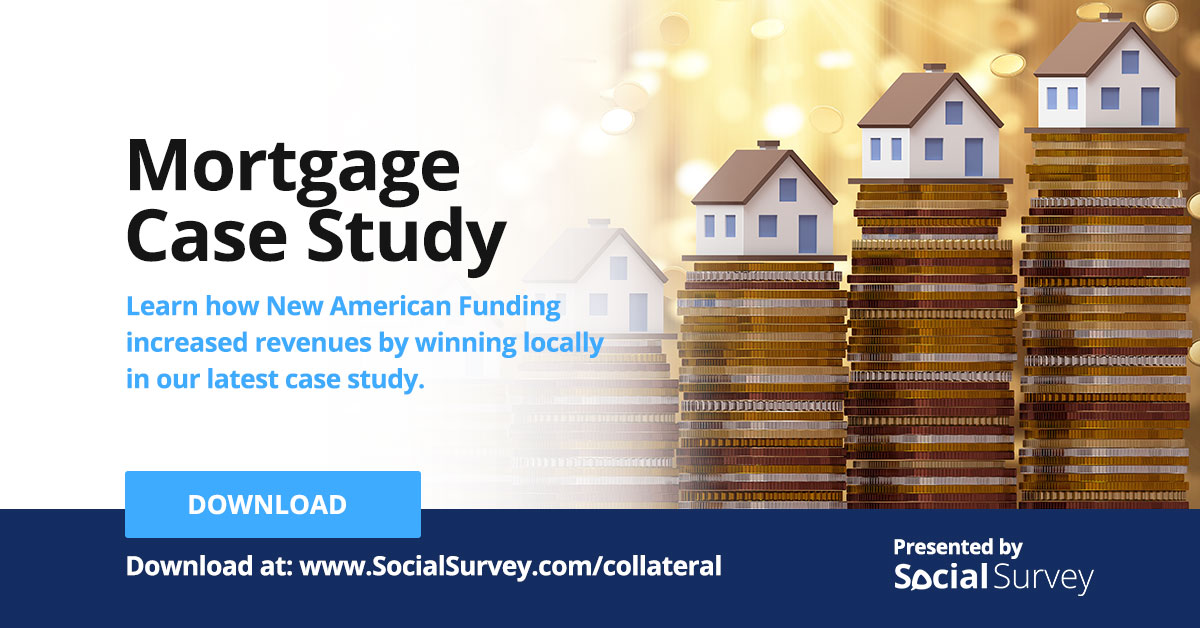 Mortgage
Case Study
Learn how New American Funding
increased revenues by winning locally
in our latest case study.
DOWNLOAD
Download at: www.SocialSurvey.com/collateral
Presented by
SocialSurvey